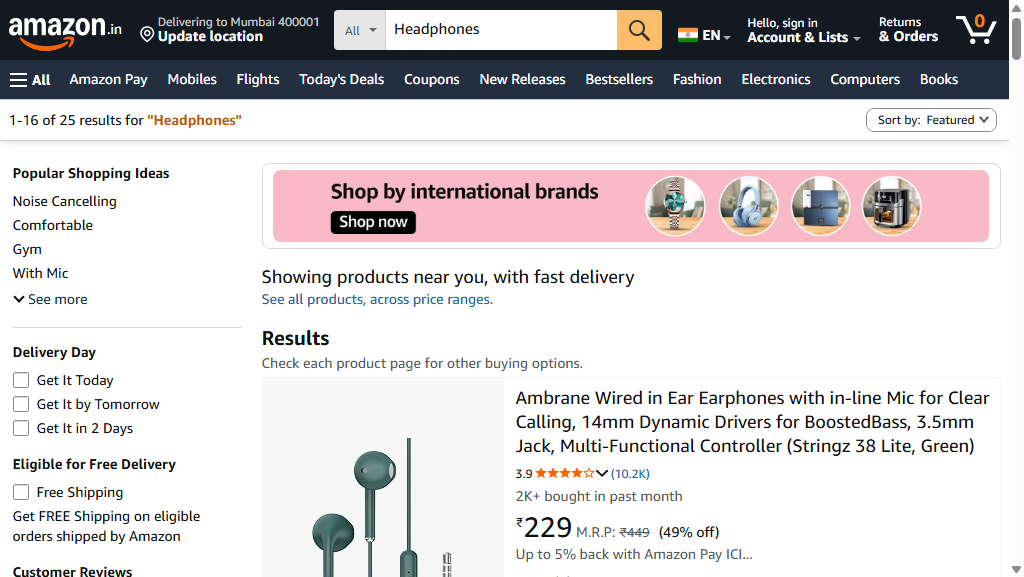 amazon.in
Delivering to Mumbai 400001
Update location
All
Headphones
EN
Hello, sign in
Account & Lists
Returns
& Orders
0
All
Amazon Pay
Mobiles
Flights
Today's Deals
Coupons
New Releases
Bestsellers
Fashion
Electronics
Computers
Books
1-16 of 25 results for "Headphones"
Sort by: Featured
Popular Shopping Ideas
Noise Cancelling
Comfortable
Gym
With Mic
See more
Delivery Day
Get It Today
Get It by Tomorrow
Get It in 2 Days
Eligible for Free Delivery
Free Shipping
Get FREE Shipping on eligible
orders shipped by Amazon
Customer Reviews
Shop by international brands
Shop now
Showing products near you, with fast delivery
See all products, across price ranges.
Results
Check each product page for other buying options.
Ambrane Wired in Ear Earphones with in-line Mic for Clear
Calling, 14mm Dynamic Drivers for BoostedBass, 3.5mm
Jack, Multi-Functional Controller (Stringz 38 Lite, Green)
3.9 (10.2K)
2K+ bought in past month
₹229 M.R.P: ₹449 (49% off)
Up to 5% back with Amazon Pay ICI...